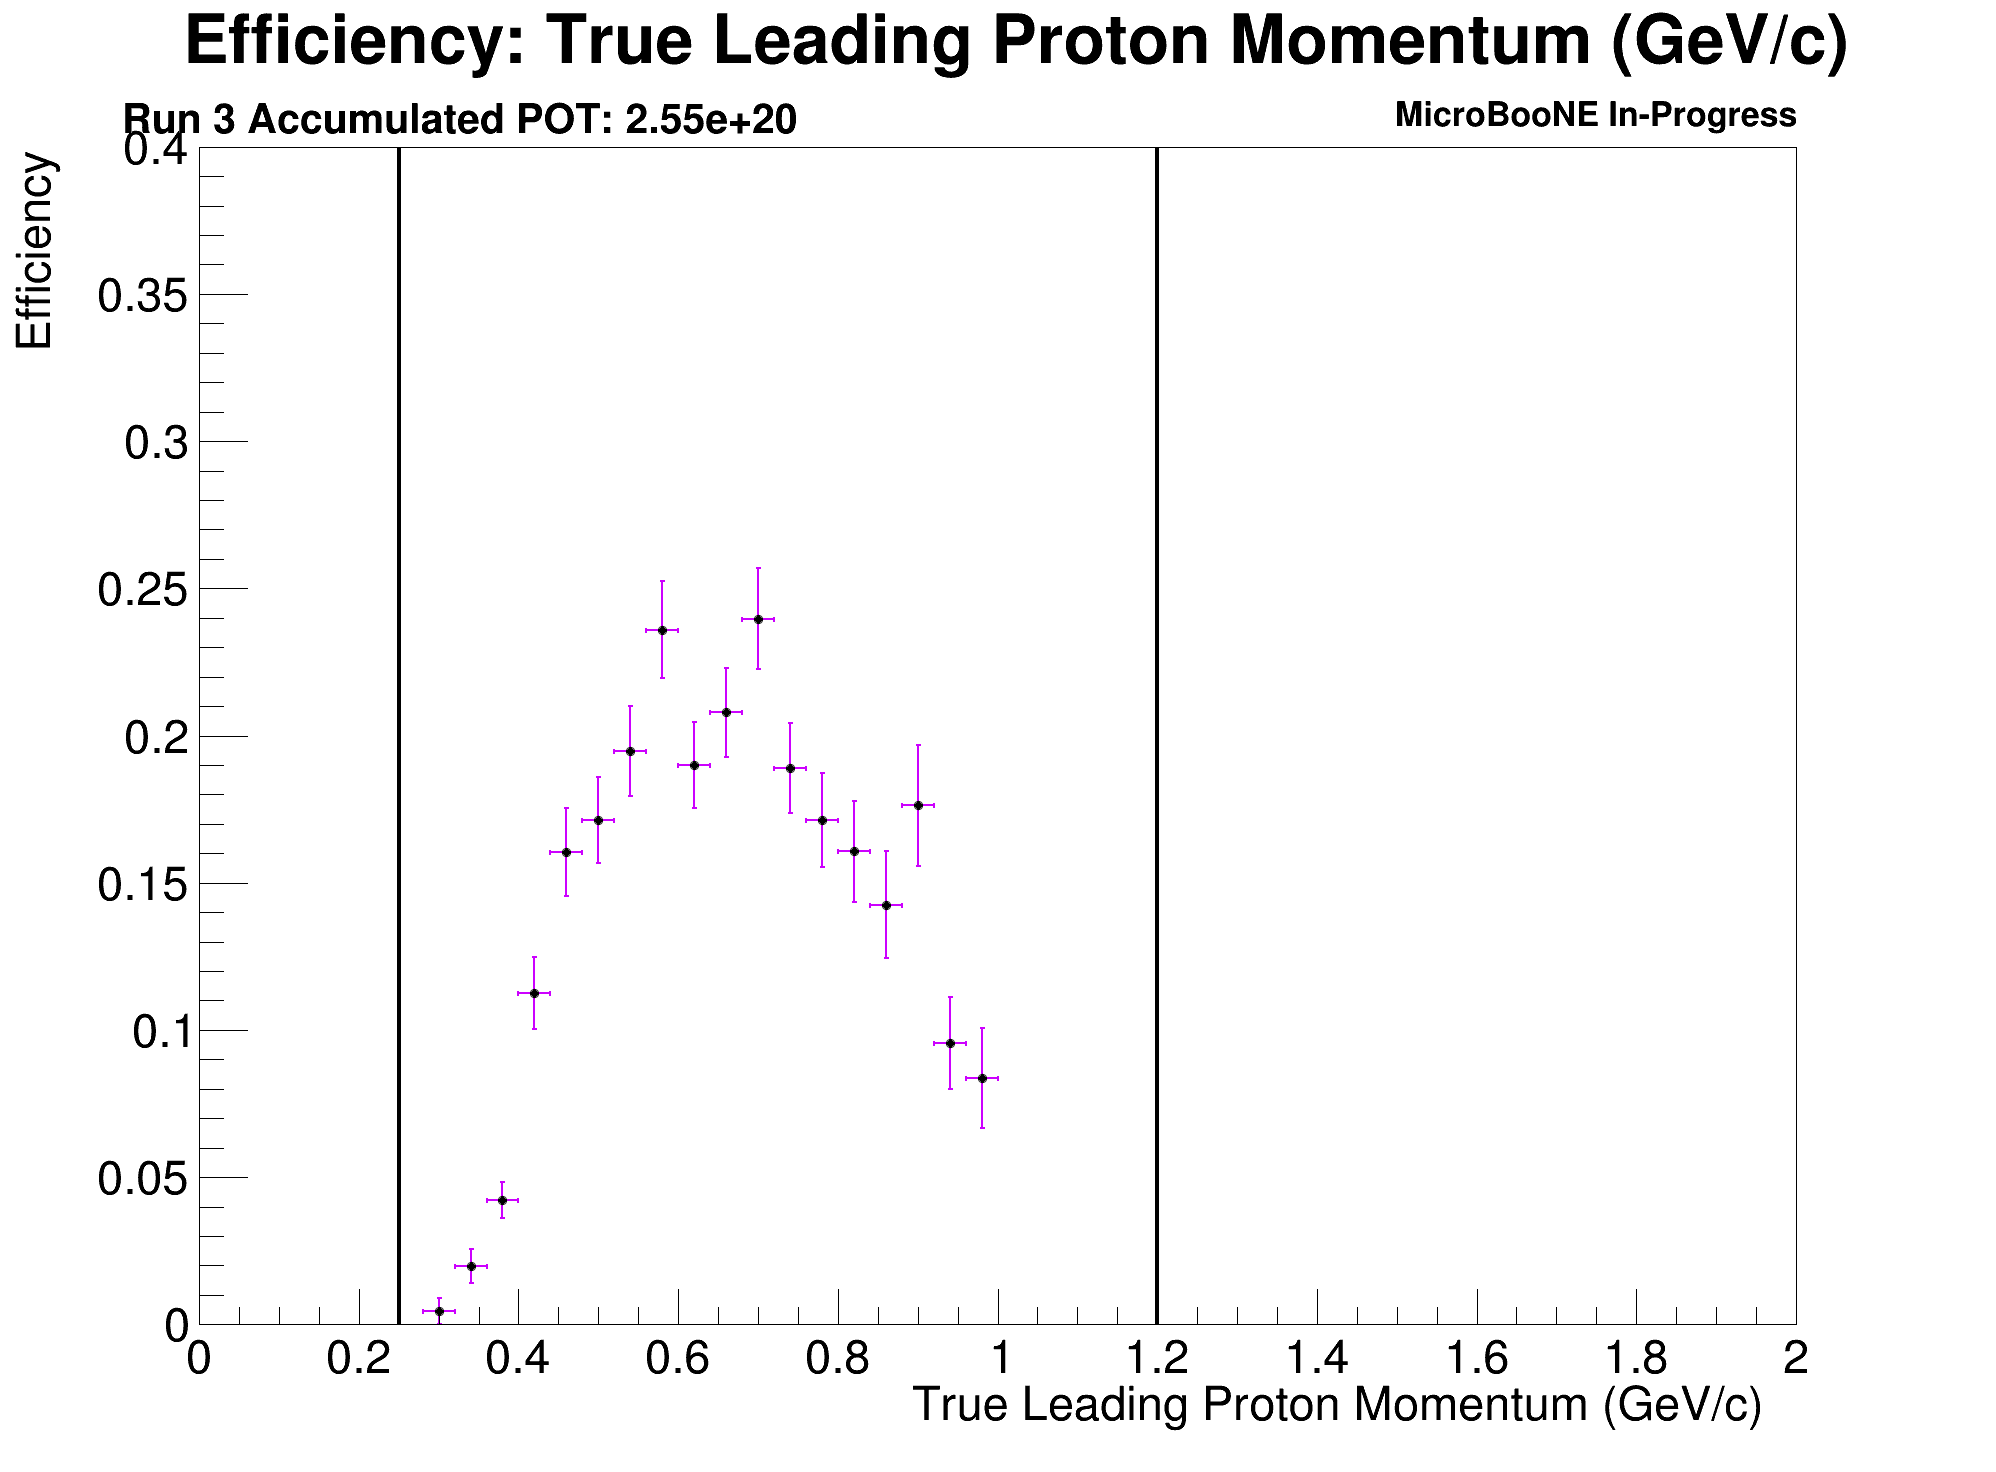 Efficiency: True Leading Proton Momentum (GeV/c)
Run 3 Accumulated POT: 2.55e+20
MicroBooNE In-Progress
Efficiency
0.4
0.35
0.3
0.25
0.2
0.15
0.1
0.05
0
0 0.2 0.4 0.6 0.8 1 1.2 1.4 1.6 1.8 2
True Leading Proton Momentum (GeV/c)